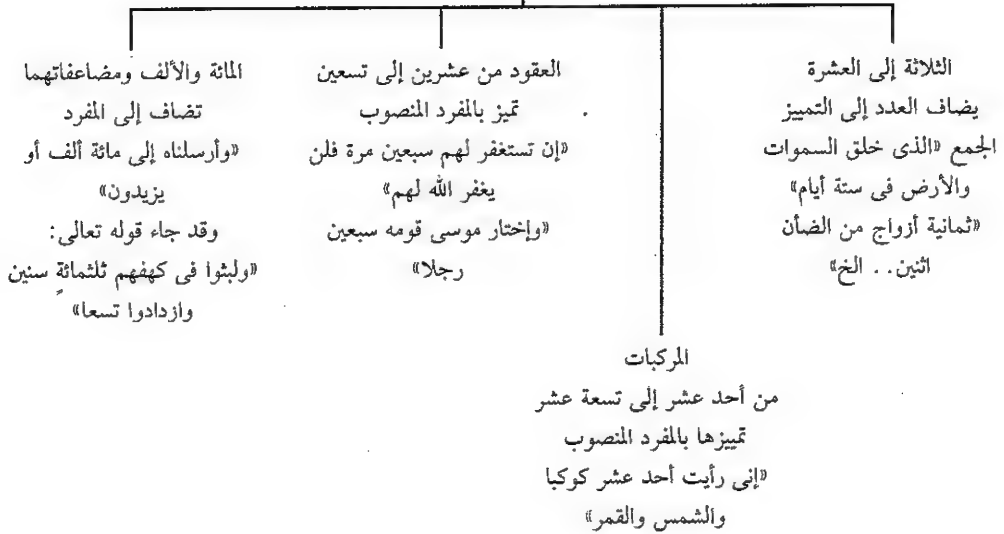 الثلاثة إلى العشرة
يضاف العدد إلى التمييز
الجمع «الذى خلق السموات
والأرض فى ستة أيام»
«ثمانية أزواج من الضأن
اثنين.. الخ»
المركبات
من أحد عشر إلى تسعة عشر
تمييزها بالمفرد المنصوب
«إنى رأيت أحد عشر كوكبا
والشمس والقمر»
العقود من عشرين إلى تسعين
تميز بالمفرد المنصوب
«إن تستغفر لهم سبعين مرة فلن
يغفر الله لهم»
«وإختار موسى قومه سبعين
رجلا»
المائة والألف ومضاعفاتهما
تضاف إلى المفرد
«وأرسلناه إلى مائة ألف أو
يزيدون»
وقد جاء قوله تعالى:
«ولبثوا فى كهفهم ثلثمائةٍ سنين
وازدادوا تسعا»